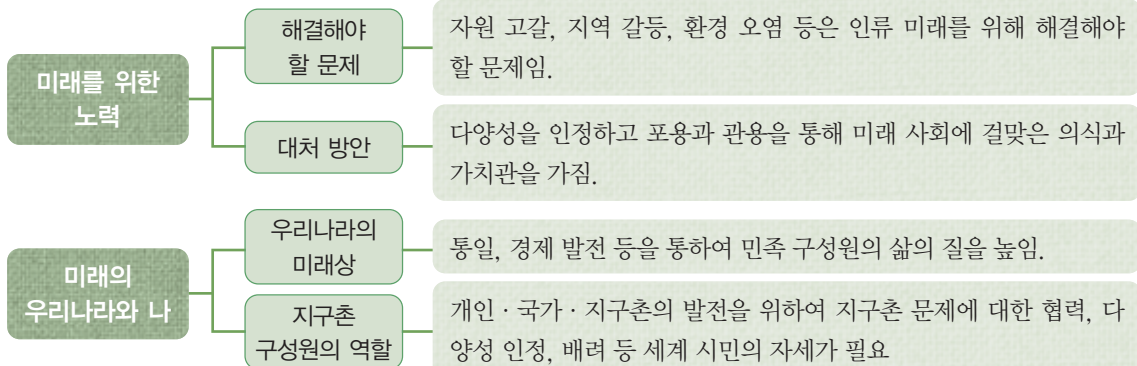 미래를 위한
노력
해결해야
할 문제
자원 고갈, 지역 갈등, 환경 오염 등은 인류 미래를 위해 해결해야
할 문제임.
대처 방안
다양성을 인정하고 포용과 관용을 통해 미래 사회에 걸맞은 의식과
가치관을 가짐.
미래의
우리나라와 나
우리나라의
미래상
통일, 경제 발전 등을 통하여 민족 구성원의 삶의 질을 높임.
지구촌
구성원의 역할
개인 · 국가 · 지구촌의 발전을 위하여 지구촌 문제에 대한 협력, 다
양성 인정, 배려 등 세계 시민의 자세가 필요